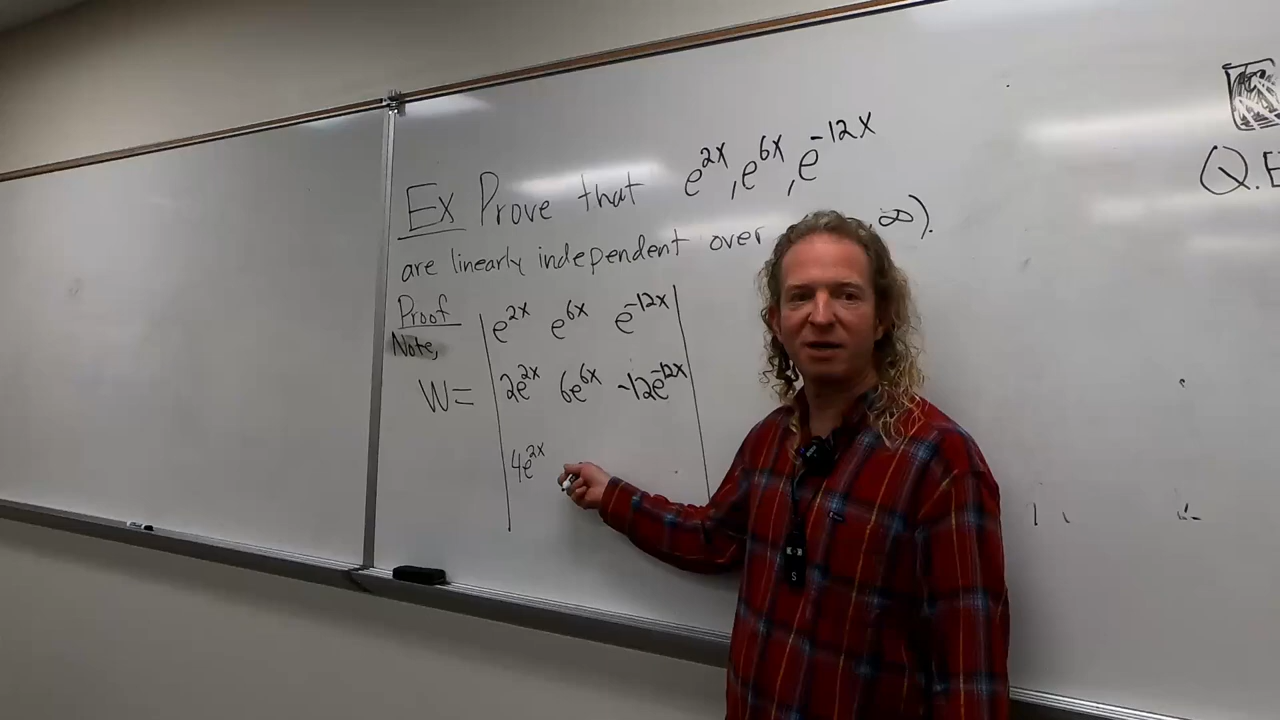 Ex Prove that e^{2x}, e^{6x}, e^{-12x}
are linearly independent over , ∞).
Proof
Note,
e^{2x} e^{6x} e^{-12x}
W = 2e^{2x} 6e^{6x} -12e^{-12x}
4e^{2x}
Q.E
S